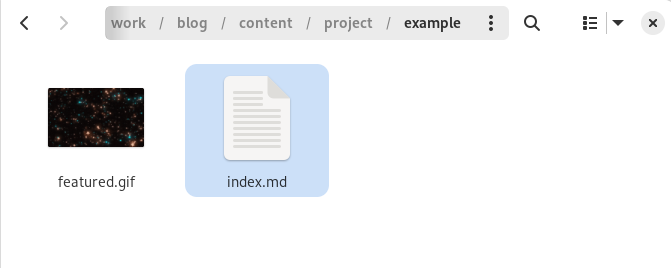 work / blog / content / project / example
featured.gif
index.md